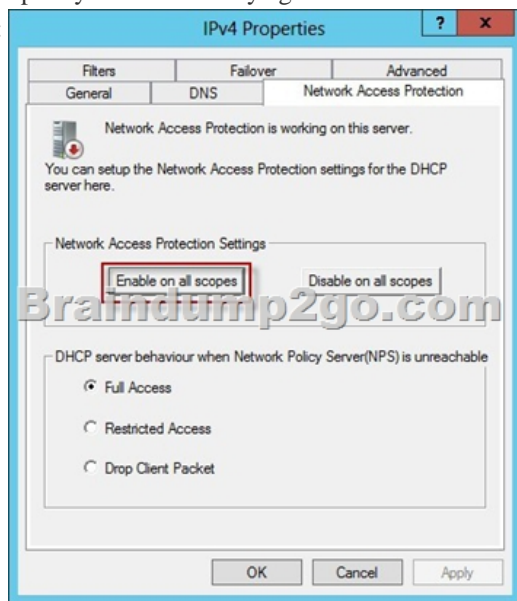 IPv4 Properties
? x
Filters Failover Advanced
General DNS Network Access Protection
Network Access Protection is working on this server.
You can setup the Network Access Protection settings for the DHCP
server here.
Network Access Protection Settings
Enable on all scopes Disable on all scopes
Braindump2go.com
DHCP server behaviour when Network Policy Server(NPS) is unreachable
Full Access
Restricted Access
Drop Client Packet
OK Cancel Apply